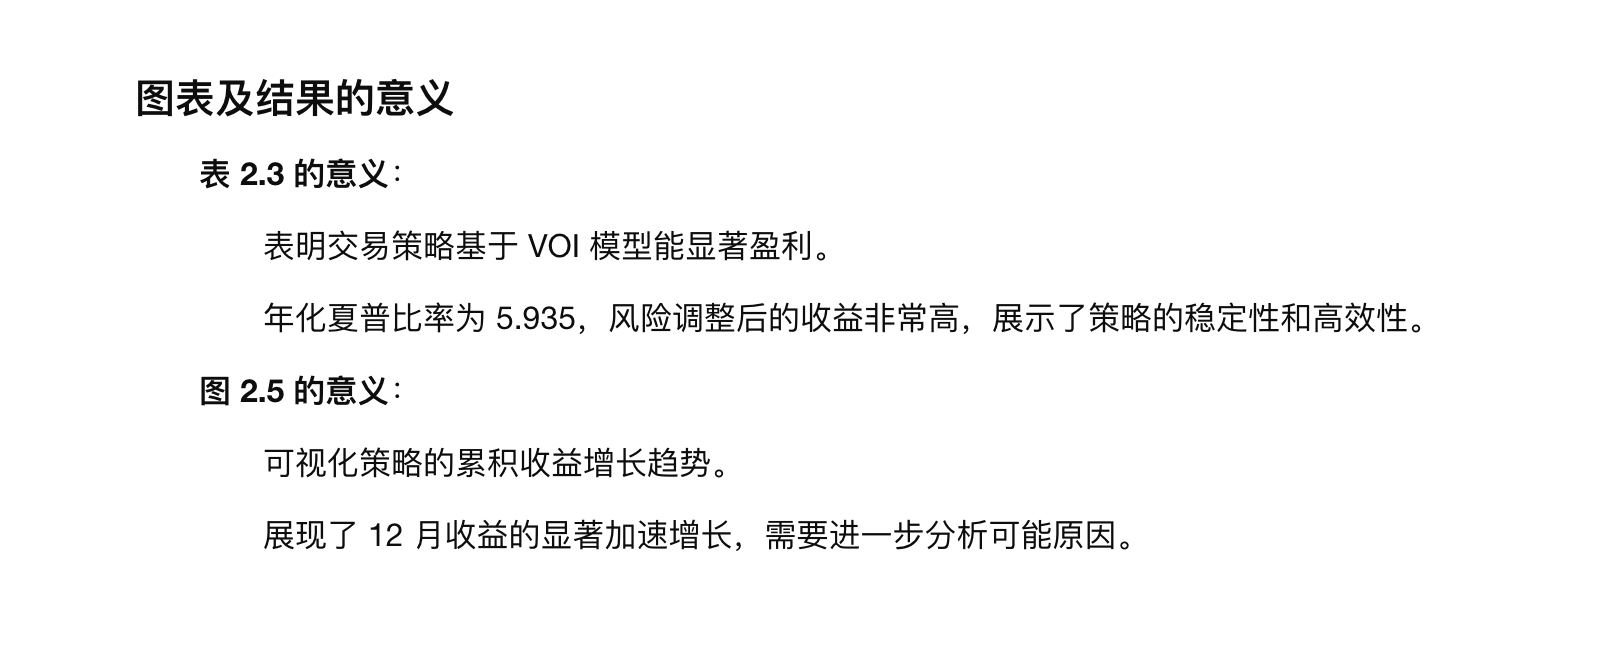 图表及结果的意义
表 2.3 的意义：
表明交易策略基于 VOI 模型能显著盈利。
年化夏普比率为 5.935，风险调整后的收益非常高，展示了策略的稳定性和高效性。
图 2.5 的意义：
可视化策略的累积收益增长趋势。
展现了 12 月收益的显著加速增长，需要进一步分析可能原因。